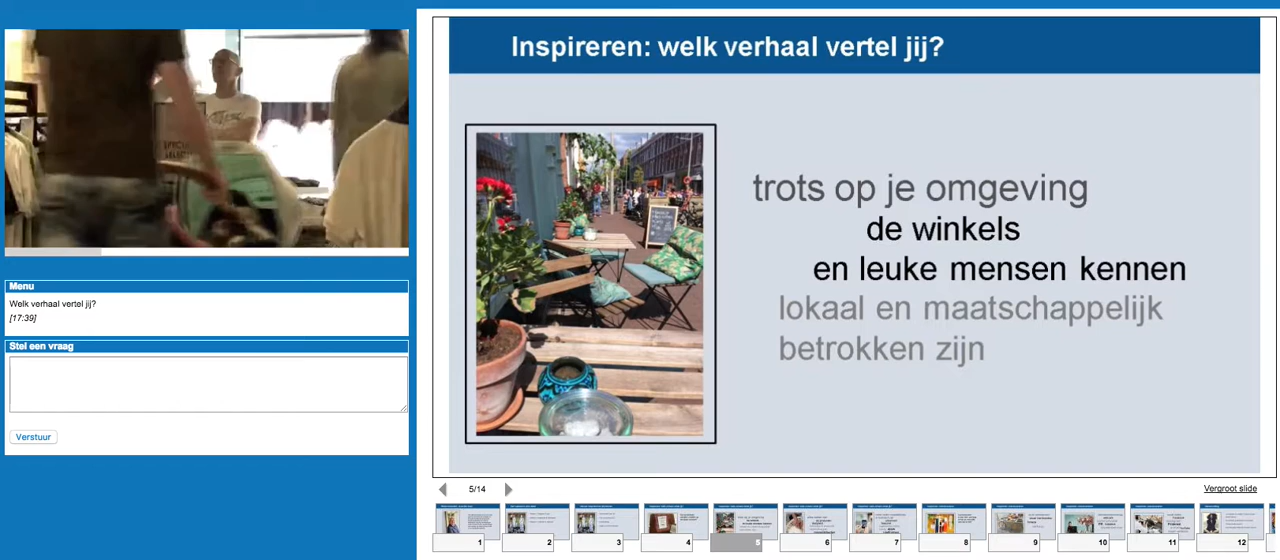 Inspireren: welk verhaal vertel jij?
trots op je omgeving
de winkels
en leuke mensen kennen
lokaal en maatschappelijk
betrokken zijn
Menu
Welk verhaal vertel jij?
[17:39]
Stel een vraag
Verstuur
5/14
Vergroot slide
1 2 3 4 5 6 7 8 9 10 11 12